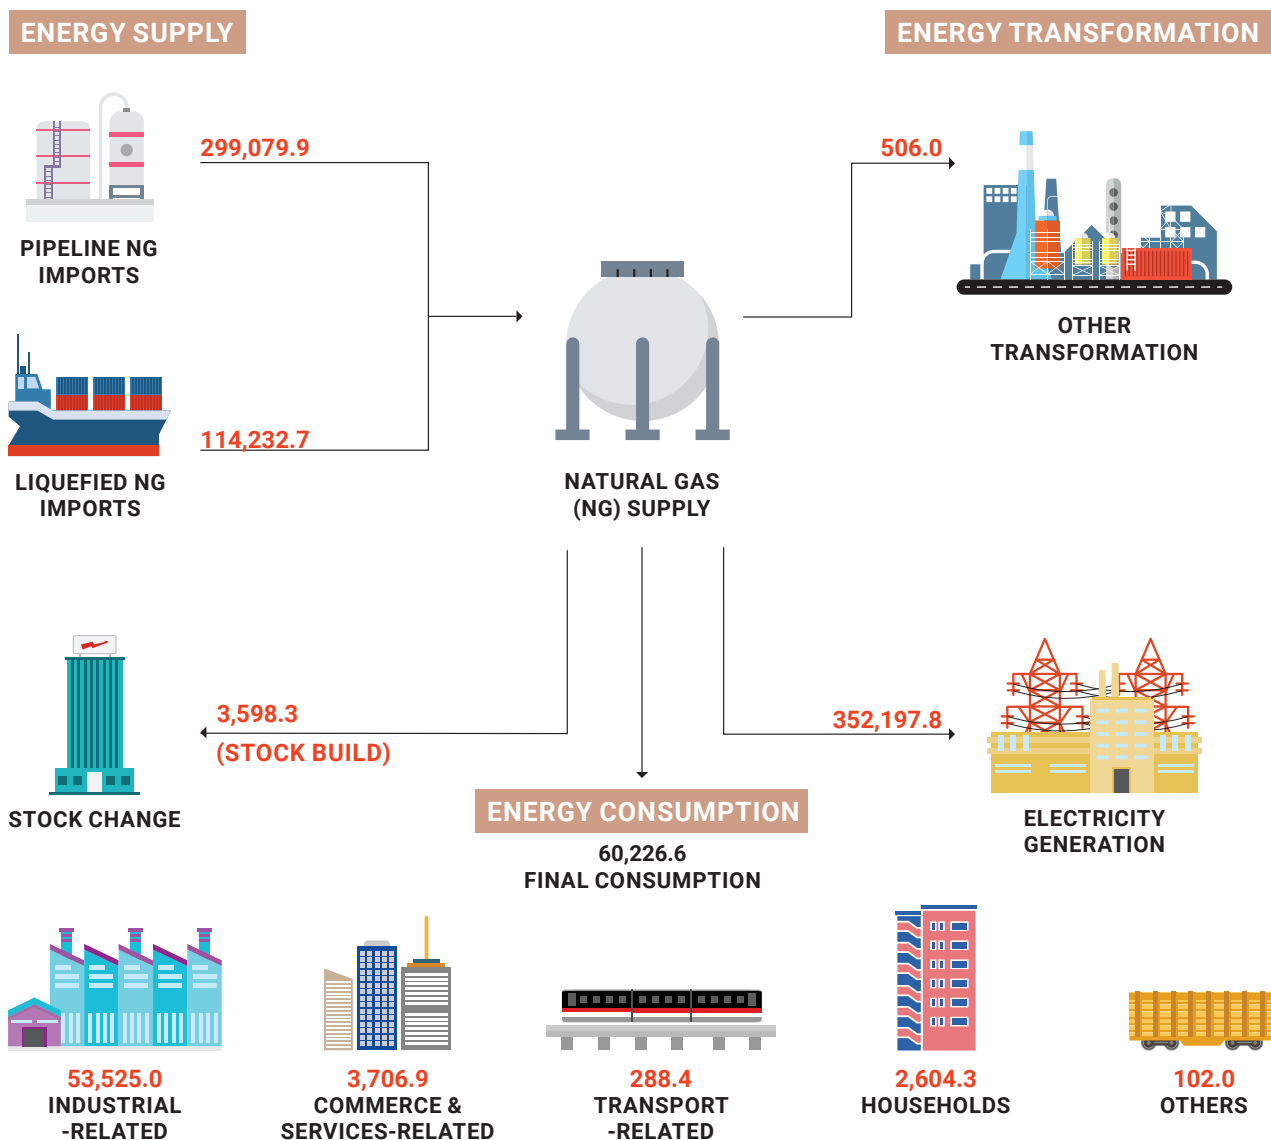 ENERGY SUPPLY
ENERGY TRANSFORMATION
299,079.9
506.0
PIPELINE NG
IMPORTS
OTHER
TRANSFORMATION
114,232.7
LIQUEFIED NG
IMPORTS
NATURAL GAS
(NG) SUPPLY
3,598.3
(STOCK BUILD)
352,197.8
STOCK CHANGE
ENERGY CONSUMPTION
60,226.6
FINAL CONSUMPTION
ELECTRICITY
GENERATION
53,525.0
INDUSTRIAL
-RELATED
3,706.9
COMMERCE &
SERVICES-RELATED
288.4
TRANSPORT
-RELATED
2,604.3
HOUSEHOLDS
102.0
OTHERS